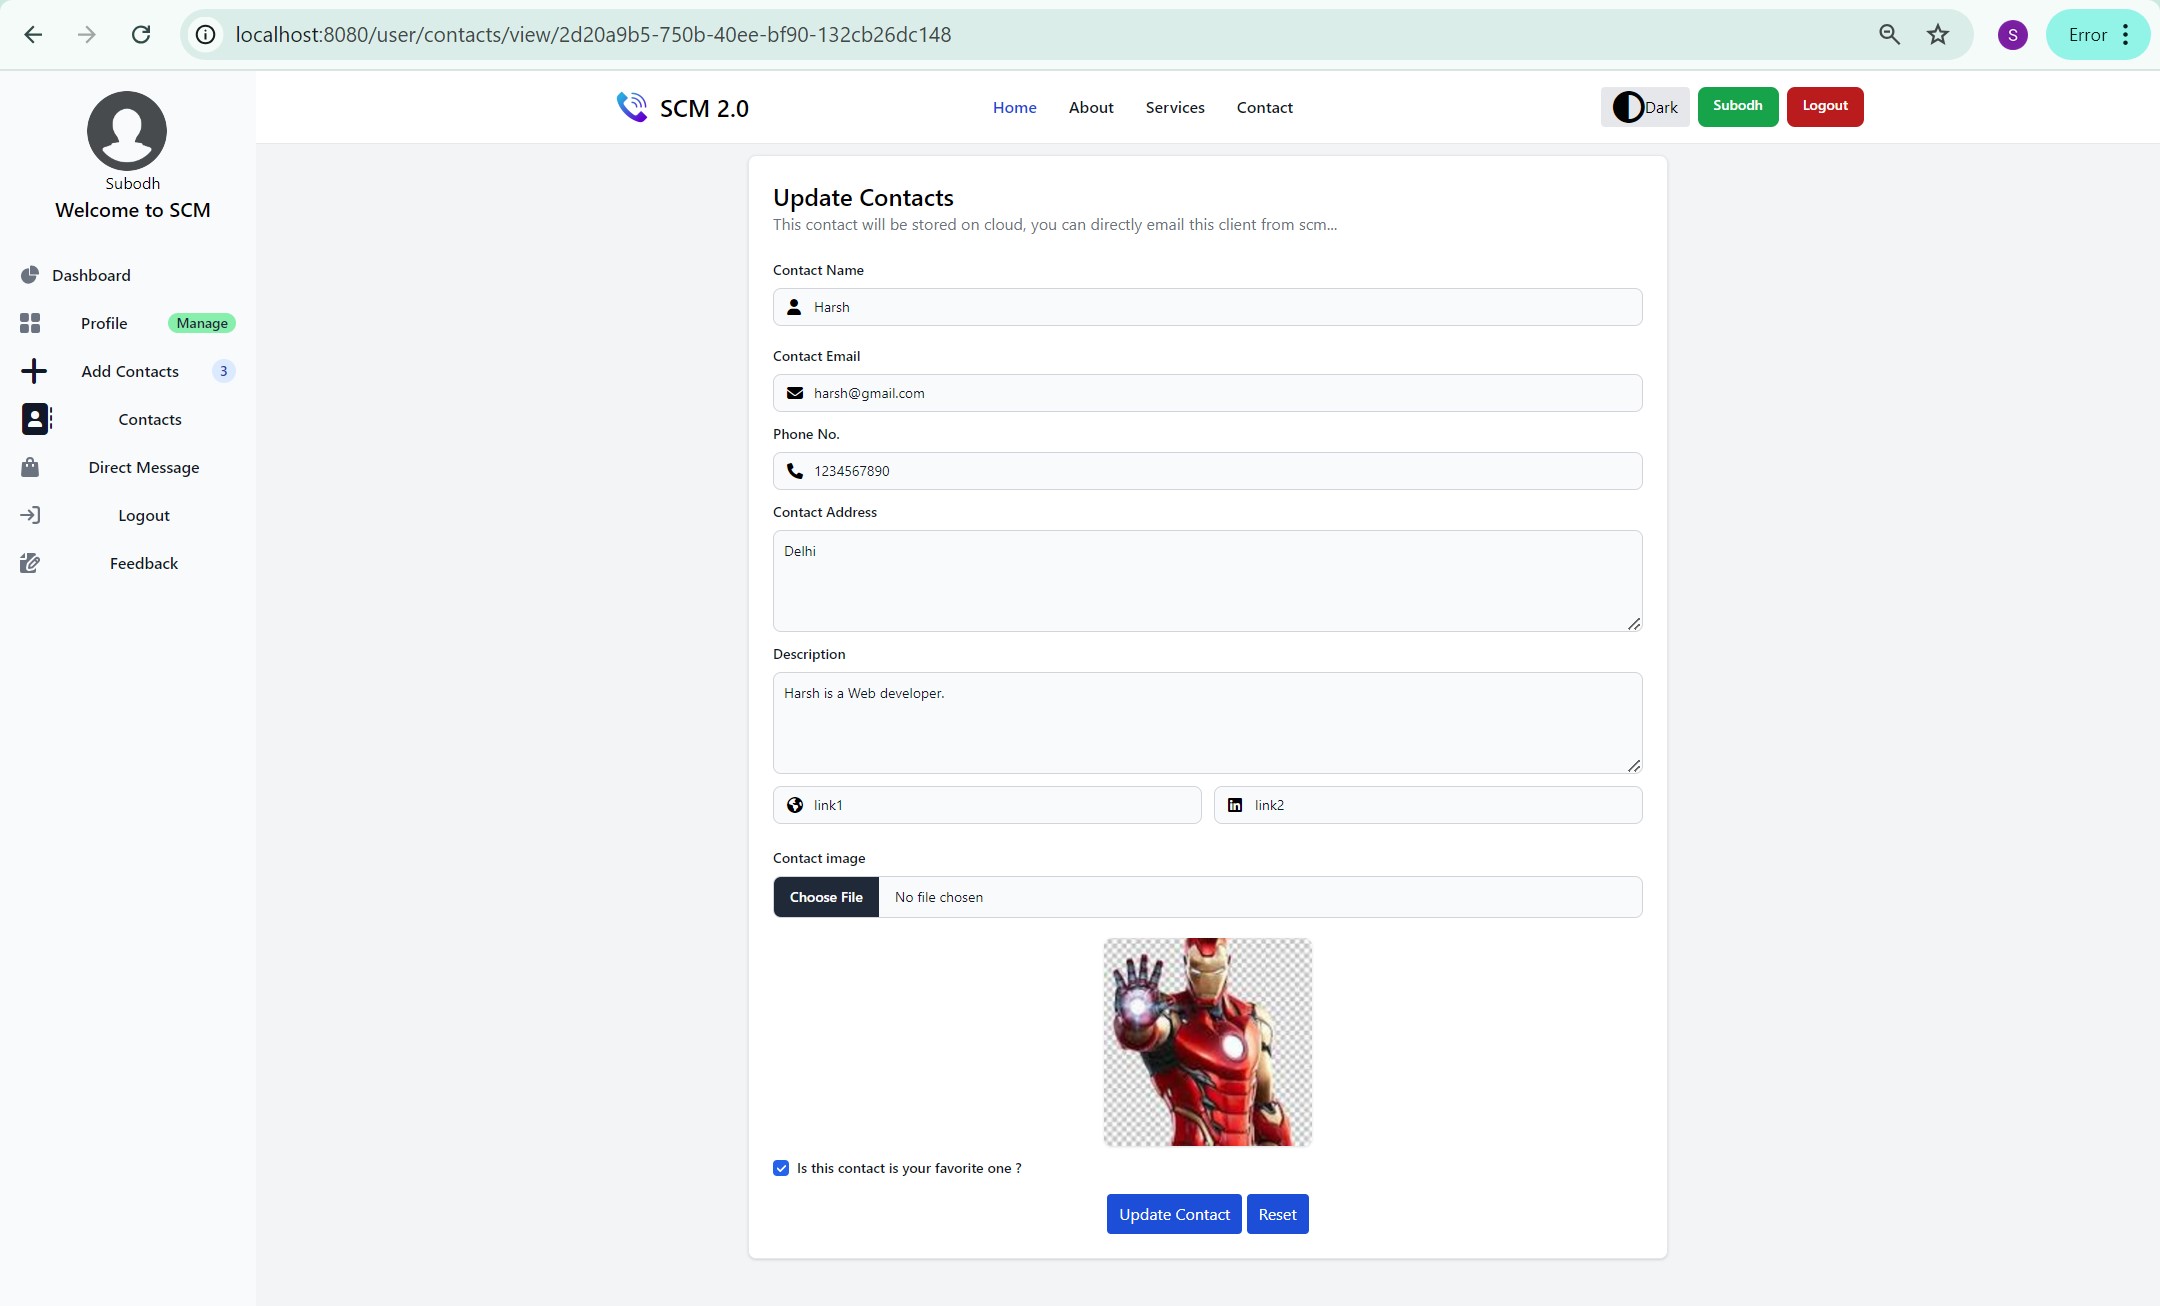 localhost:8080/user/contacts/view/2d20a9b5-750b-40ee-bf90-132cb26dc148
S
Error
Subodh
Welcome to SCM
Dashboard
Profile
Manage
Add Contacts
3
Contacts
Direct Message
Logout
Feedback
SCM 2.0
Home
About
Services
Contact
Dark
Subodh
Logout
Update Contacts
This contact will be stored on cloud, you can directly email this client from scm...
Contact Name
Harsh
Contact Email
harsh@gmail.com
Phone No.
1234567890
Contact Address
Delhi
Description
Harsh is a Web developer.
link1
in
link2
Contact image
Choose File
No file chosen
Is this contact is your favorite one ?
Update Contact
Reset